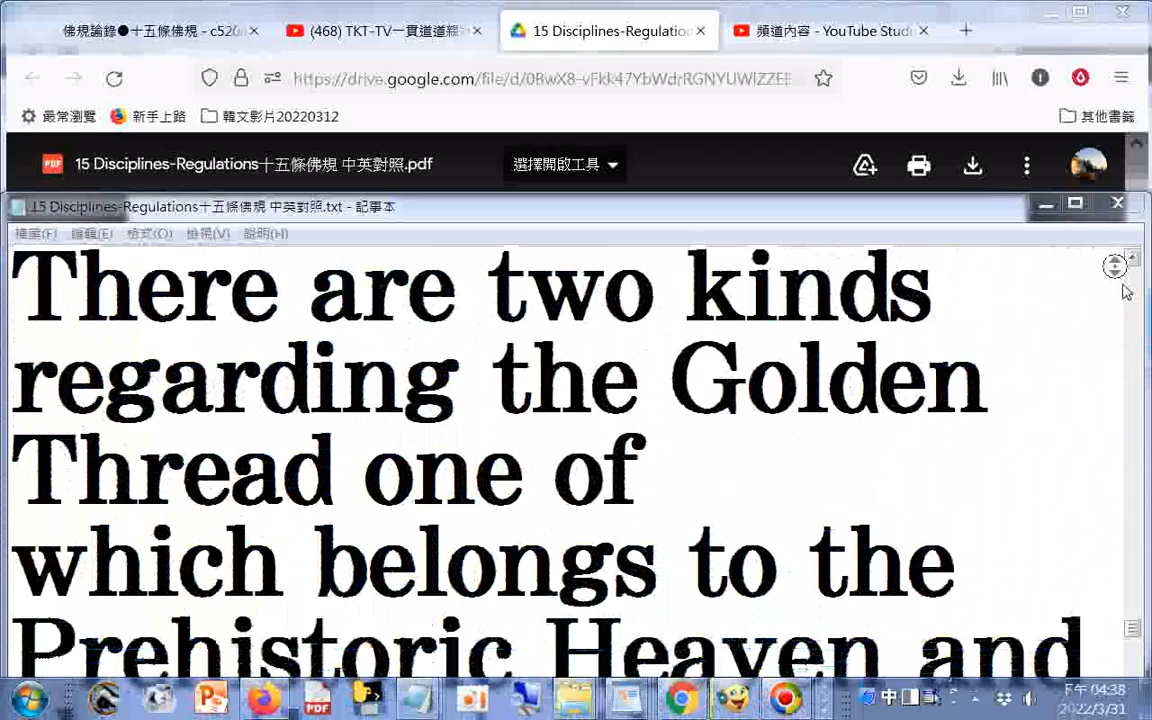 佛規論錄●十五條佛規 - c520
(468) TKT-TV一貫道道親
15 Disciplines-Regulatio
頻道內容 - YouTube Studi
https://drive.google.com/file/d/0BwX8-vFkk47YbWdrRGNYUWlZZEE
最常瀏覽
新手上路
韓文影片20220312
其他書籤
PDF
15 Disciplines-Regulations十五條佛規 中英對照.pdf
選擇開啟工具
15 Disciplines-Regulations十五條佛規 中英對照.txt - 記事本
檔案(F) 編輯(E) 格式(O) 檢視(V) 說明(H)
There are two kinds
regarding the Golden
Thread one of
which belongs to the
Prehistoric Heaven and
中
下午 04:38
2022/3/31